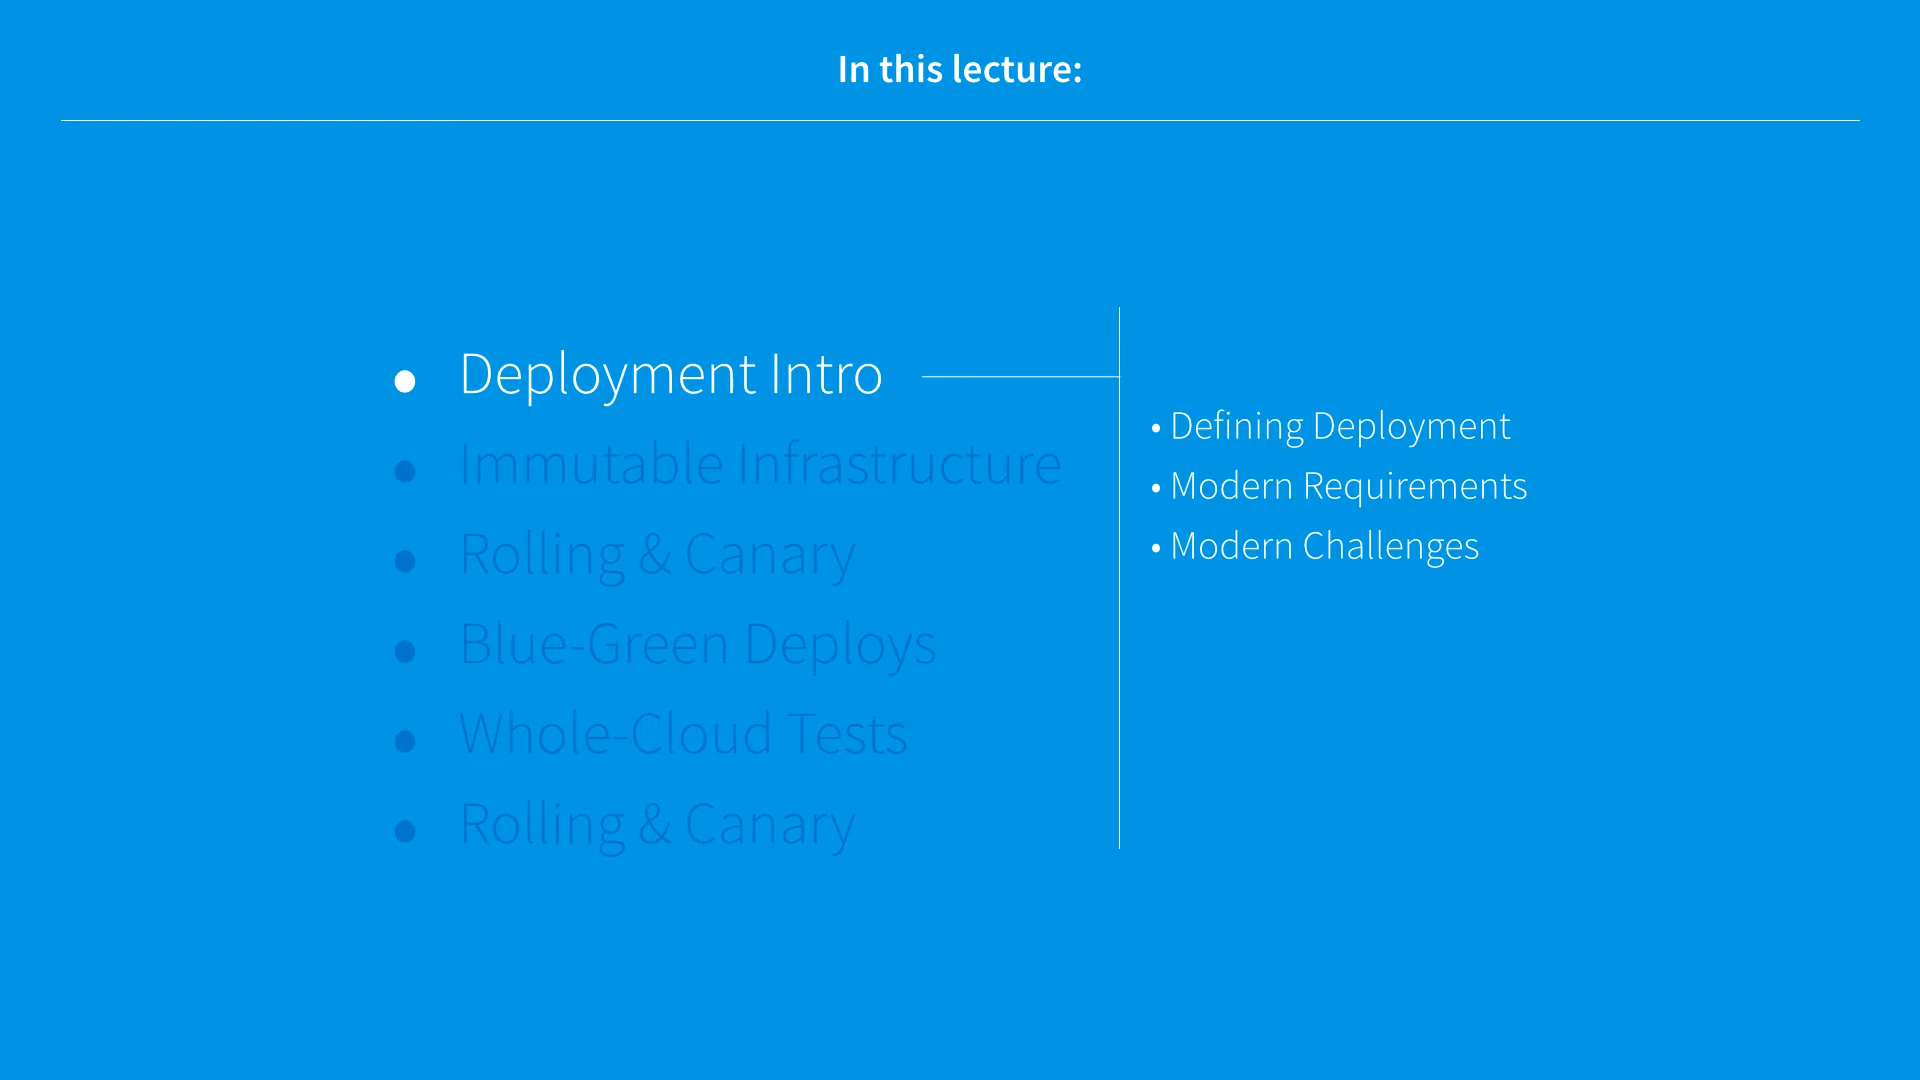 In this lecture:
• Deployment Intro
• Immutable Infrastructure
• Rolling & Canary
• Blue-Green Deploys
• Whole-Cloud Tests
• Rolling & Canary
• Defining Deployment
• Modern Requirements
• Modern Challenges